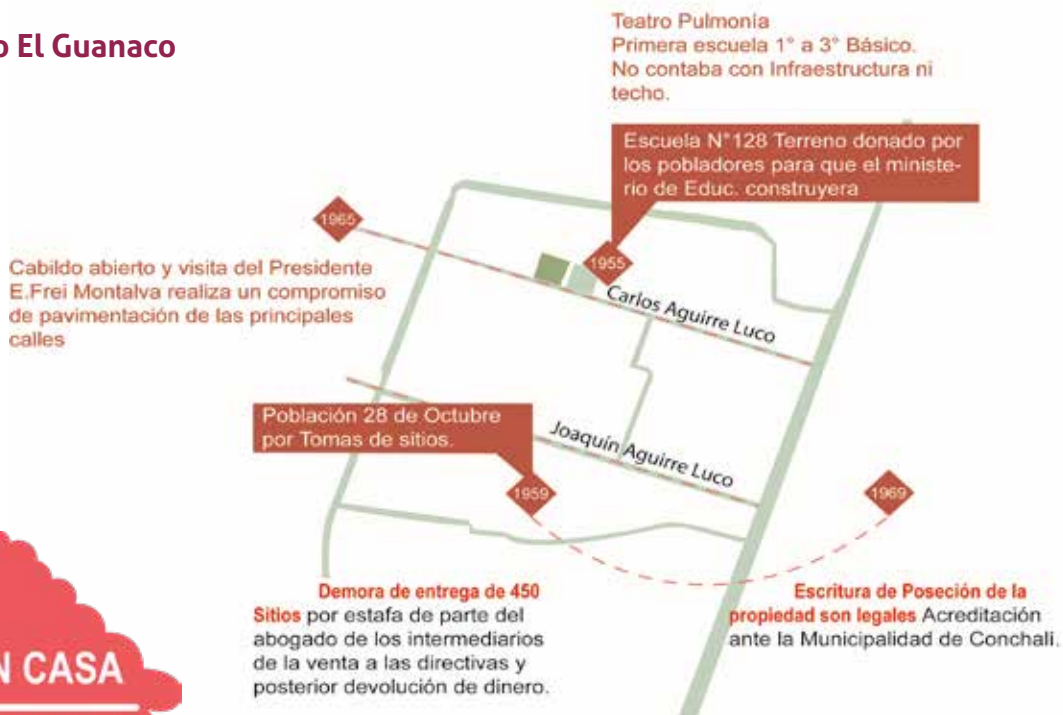 El Guanaco
Teatro Pulmonía
Primera escuela 1° a 3° Básico.
No contaba con Infraestructura ni
techo.
Escuela N°128 Terreno donado por
los pobladores para que el ministe-
rio de Educ. construyera
1965
1955
Cabildo abierto y visita del Presidente
E.Frei Montalva realiza un compromiso
de pavimentación de las principales
calles
Carlos Aguirre Luco
Población 28 de Octubre
por Tomas de sitios.
Joaquín Aguirre Luco
1959
1969
Demora de entrega de 450
Sitios por estafa de parte del
abogado de los intermediarios
de la venta a las directivas y
posterior devolución de dinero.
Escritura de Poseción de la
propiedad son legales Acreditación
ante la Municipalidad de Conchalí.
N CASA